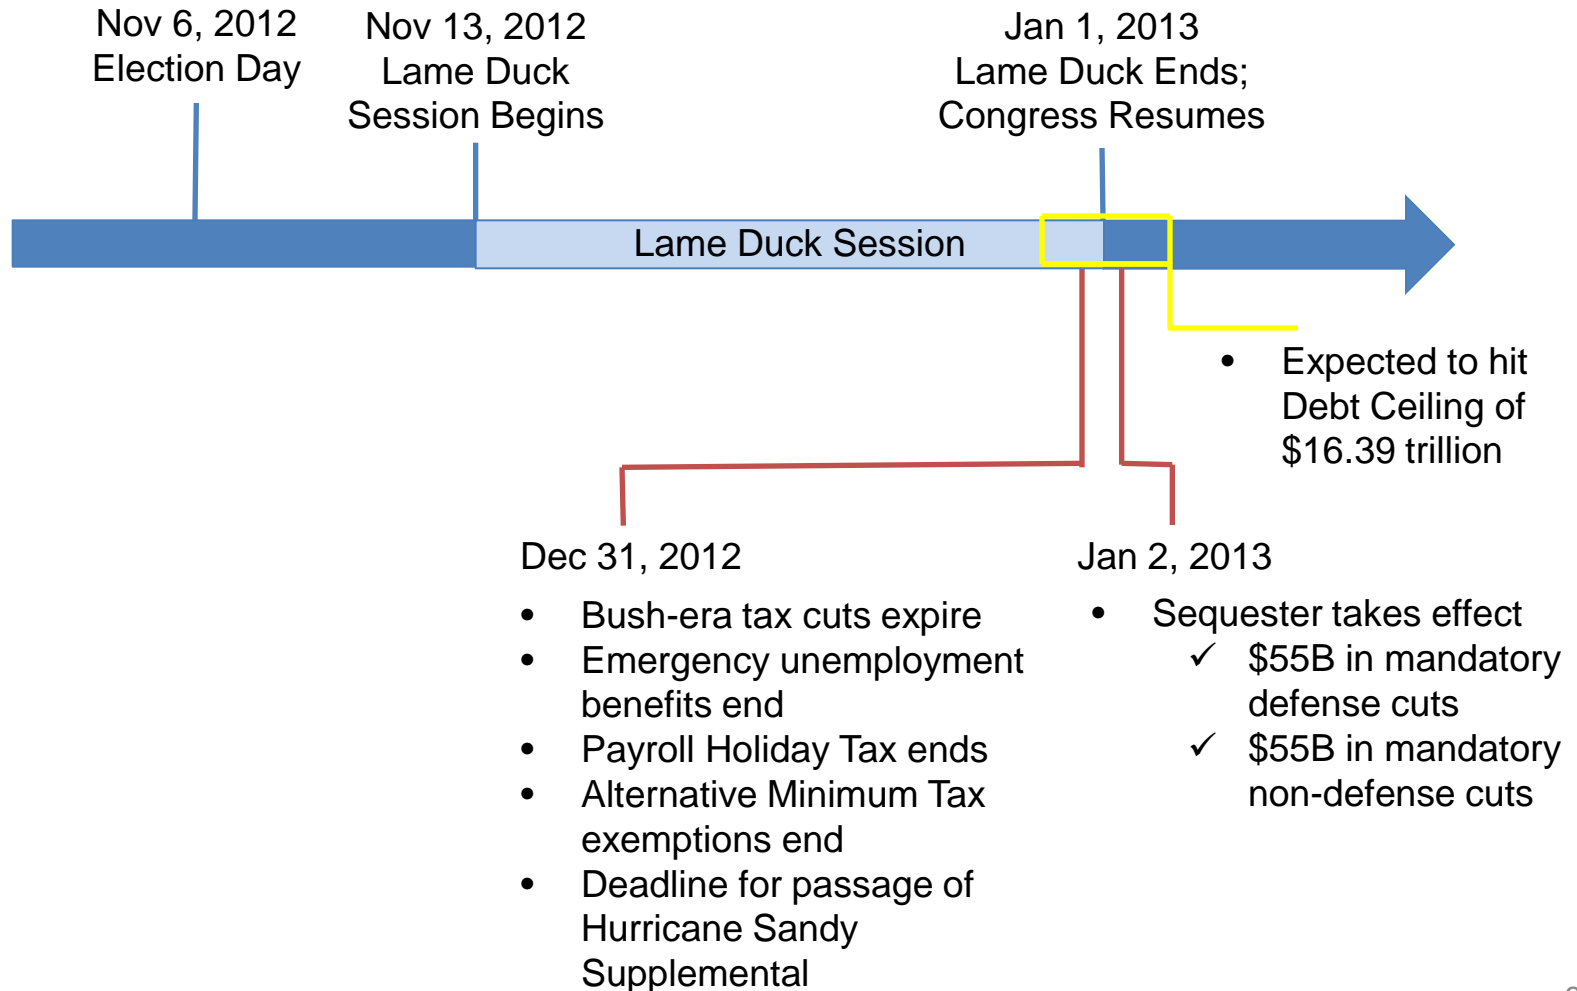 Nov 6, 2012
Election Day
Nov 13, 2012
Lame Duck
Session Begins
Jan 1, 2013
Lame Duck Ends;
Congress Resumes
Lame Duck Session
• Expected to hit
Debt Ceiling of
$16.39 trillion
Dec 31, 2012
• Bush-era tax cuts expire
• Emergency unemployment
benefits end
• Payroll Holiday Tax ends
• Alternative Minimum Tax
exemptions end
• Deadline for passage of
Hurricane Sandy
Supplemental
Jan 2, 2013
• Sequester takes effect
✓ $55B in mandatory
defense cuts
✓ $55B in mandatory
non-defense cuts